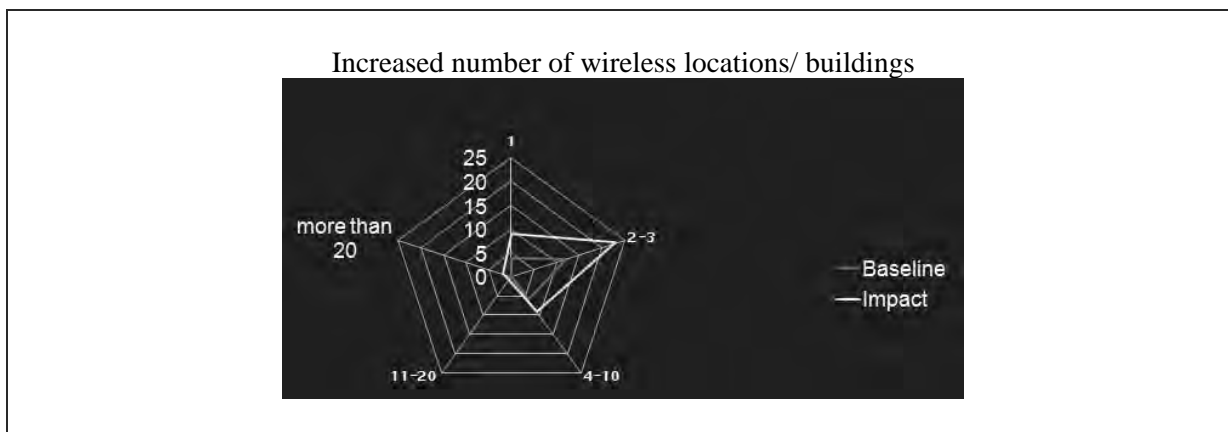 Increased number of wireless locations/ buildings
1
25
20
15
10
5
0
more than
20
2-3
Baseline
Impact
11-20
4-10